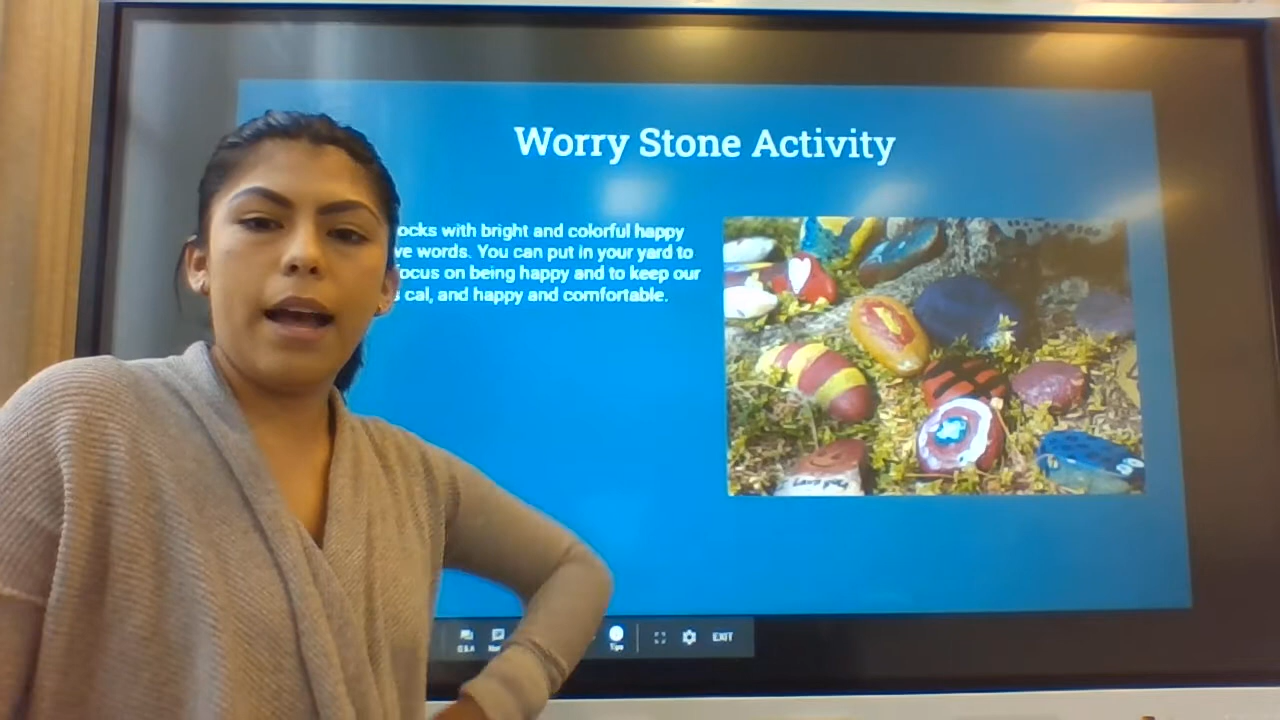 Worry Stone Activity
ocks with bright and colorful happy
ve words. You can put in your yard to
focus on being happy and to keep our
s cal, and happy and comfortable.
Q&A
Tips
EXIT